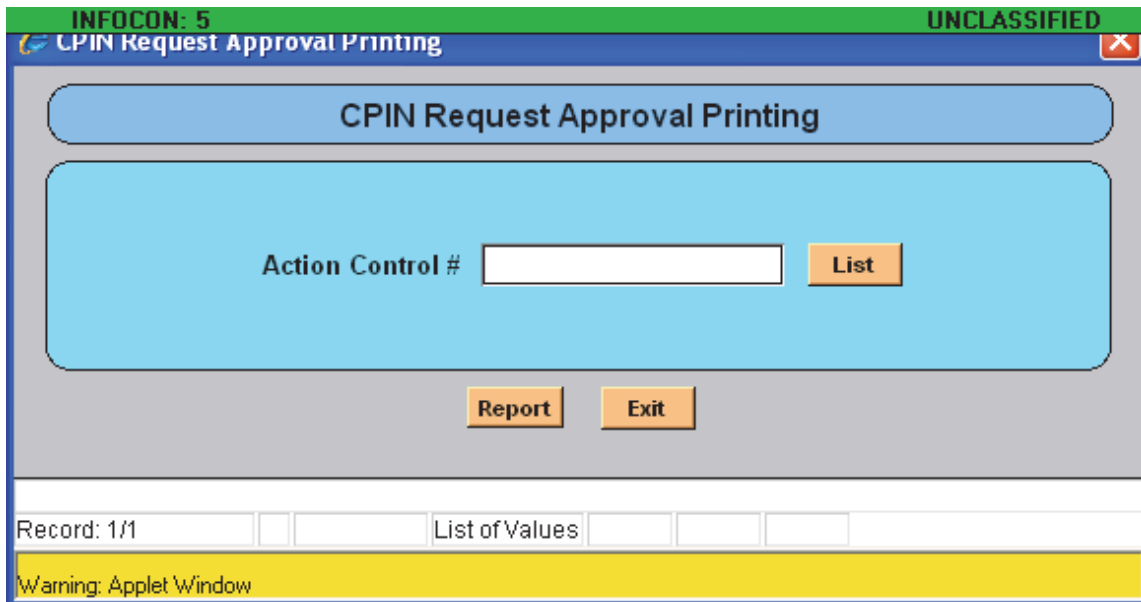 INFOCON: 5 UNCLASSIFIED
CPIN Request Approval Printing
CPIN Request Approval Printing
Action Control # List
Report Exit
Record: 1/1 List of Values
Warning: Applet Window